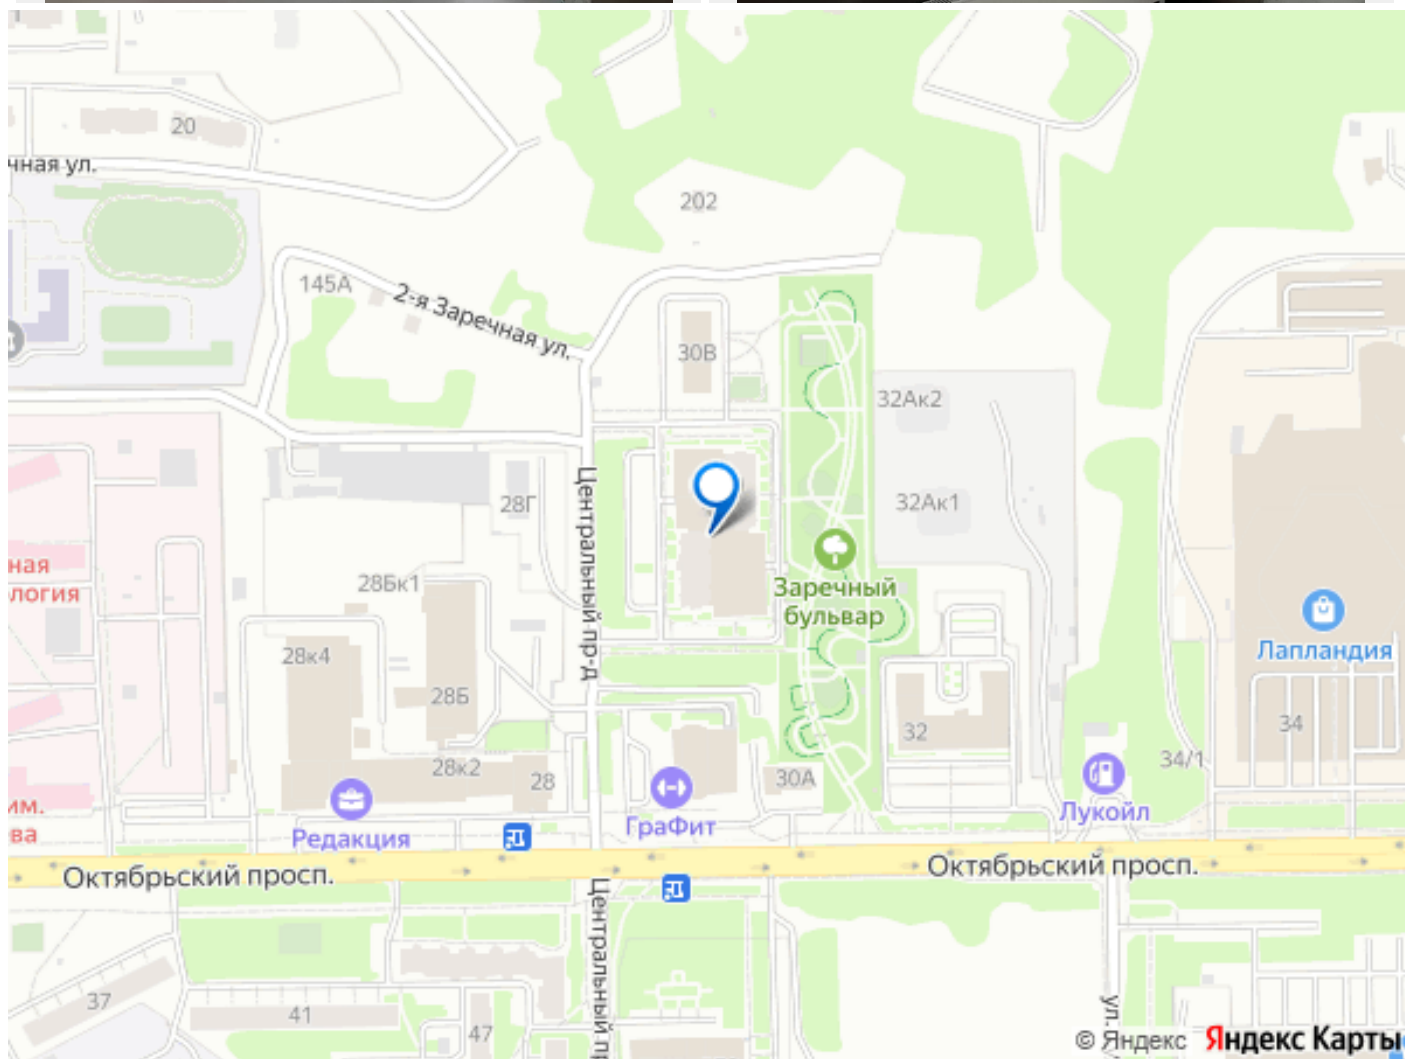 20
чная ул.
202
145А
2-я Заречная ул.
30В
32Ак2
28Г
32Ак1
Центральный пр-д
ная
логия
28Бк1
Заречный
бульвар
Лапландия
28к4
28Б
32
34
34/1
28к2
28
30А
им.
ва
Редакция
ГраФит
Лукойл
Октябрьский просп.
Октябрьский просп.
Центральный пр
37
41
47
ул.
© Яндекс Яндекс Карты